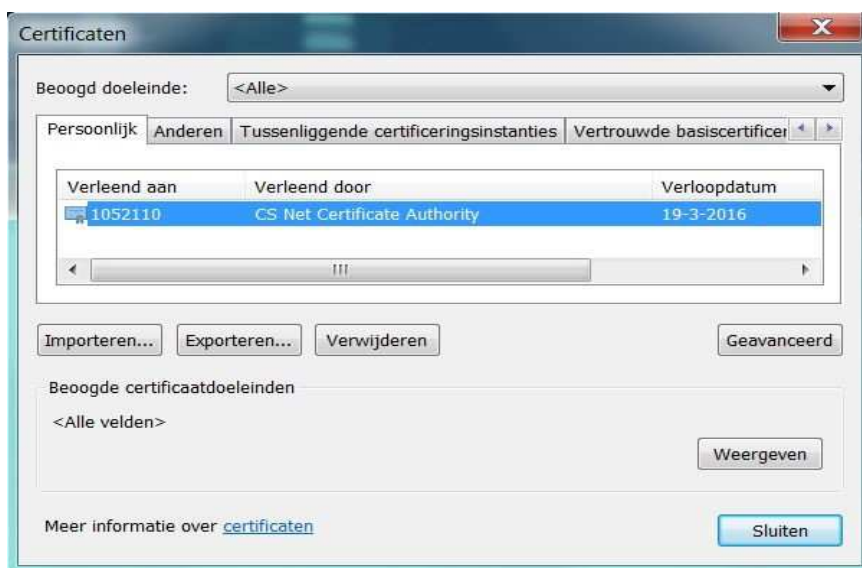 Certificaten
Beoogd doeleinde: <Alle>
Persoonlijk Anderen Tussenliggende certificeringsinstanties Vertrouwde basiscertificer
Verleend aan Verleend door Verloopdatum
1052110 CS Net Certificate Authority 19-3-2016
Importeren... Exporteren... Verwijderen Geavanceerd
Beoogde certificaatdoeleinden
<Alle velden>
Weergeven
Meer informatie over certificaten
Sluiten